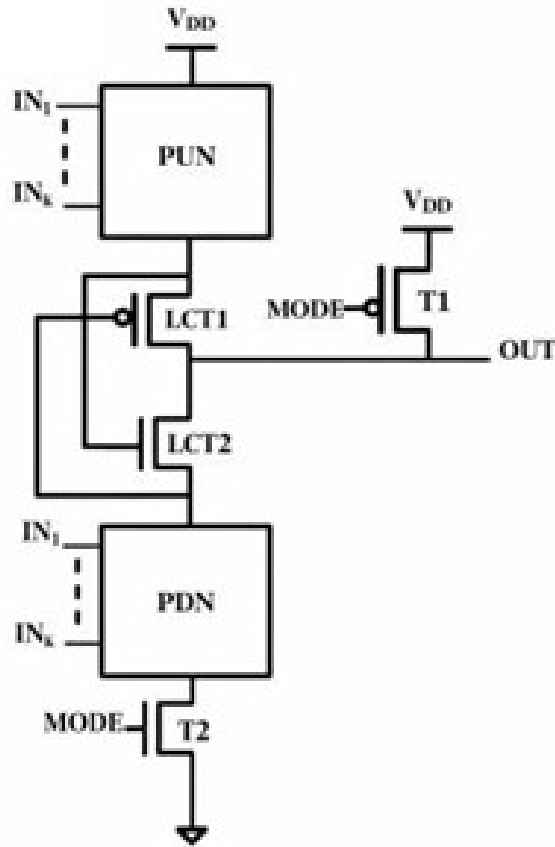 VDD
IN1
PUN
INk
VDD
LCT1
MODE
T1
OUT
LCT2
IN1
PDN
INK
MODE
T2